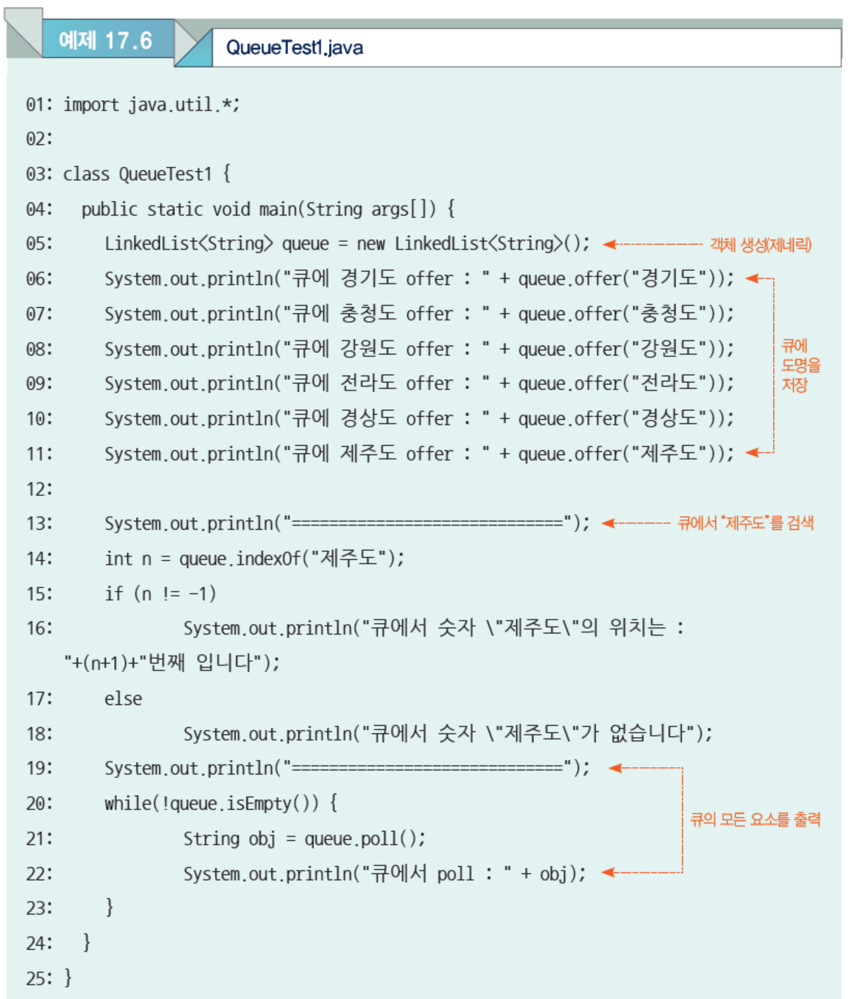 예제 17.6
QueueTest1.java
01: import java.util.*;
02:
03: class QueueTest1 {
04: public static void main(String args[]) {
05: LinkedList<String> queue = new LinkedList<String>(); 객체 생성(제네릭)
06: System.out.println("큐에 경기도 offer : " + queue.offer("경기도"));
07: System.out.println("큐에 충청도 offer : " + queue.offer("충청도"));
08: System.out.println("큐에 강원도 offer : " + queue.offer("강원도"));
09: System.out.println("큐에 전라도 offer : " + queue.offer("전라도"));
10: System.out.println("큐에 경상도 offer : " + queue.offer("경상도"));
11: System.out.println("큐에 제주도 offer : " + queue.offer("제주도"));
큐에
도명을
저장
12:
13: System.out.println("=============================="); 큐에서 "제주도"를 검색
14: int n = queue.indexOf("제주도");
15: if (n != -1)
16: System.out.println("큐에서 숫자 \"제주도\"의 위치는 :
"+(n+1)+"번째 입니다");
17: else
18: System.out.println("큐에서 숫자 \"제주도\"가 없습니다");
19: System.out.println("==============================");
20: while(!queue.isEmpty()) {
큐의 모든 요소를 출력
21: String obj = queue.poll();
22: System.out.println("큐에서 poll : " + obj);
23: }
24: }
25: }